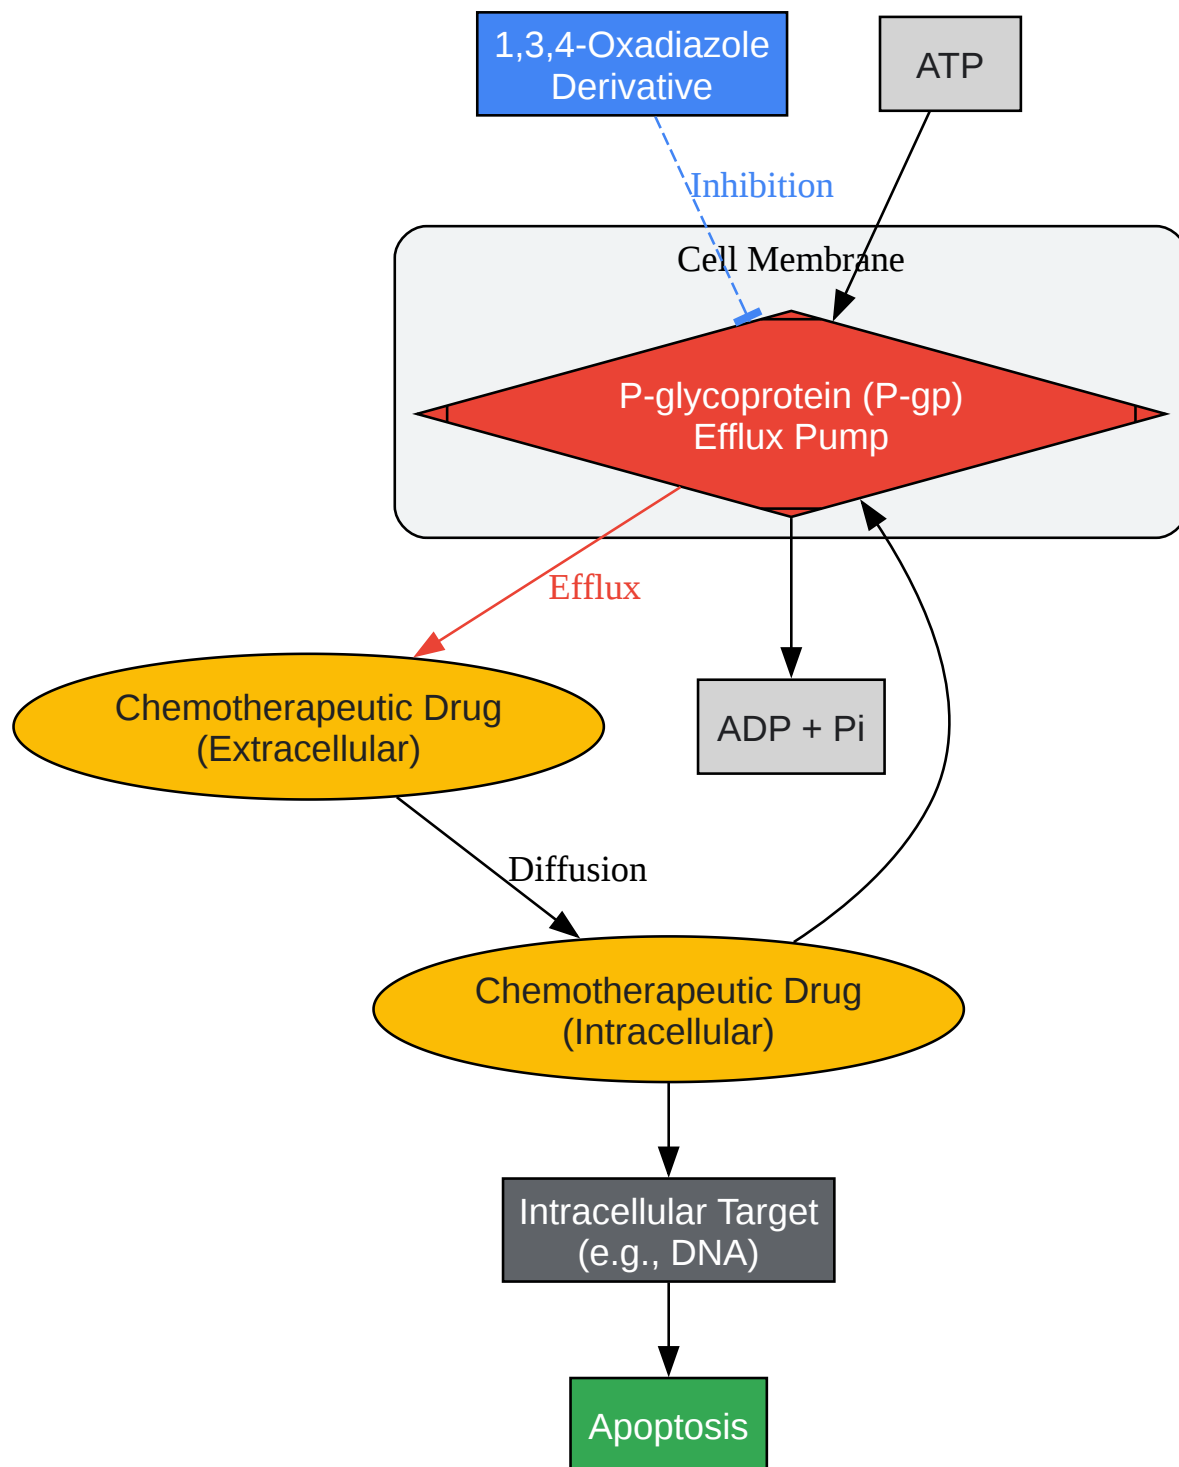 1,3,4-Oxadiazole
Derivative
ATP
Inhibition
Cell Membrane
P-glycoprotein (P-gp)
Efflux Pump
Efflux
Chemotherapeutic Drug
(Extracellular)
ADP + Pi
Diffusion
Chemotherapeutic Drug
(Intracellular)
Intracellular Target
(e.g., DNA)
Apoptosis